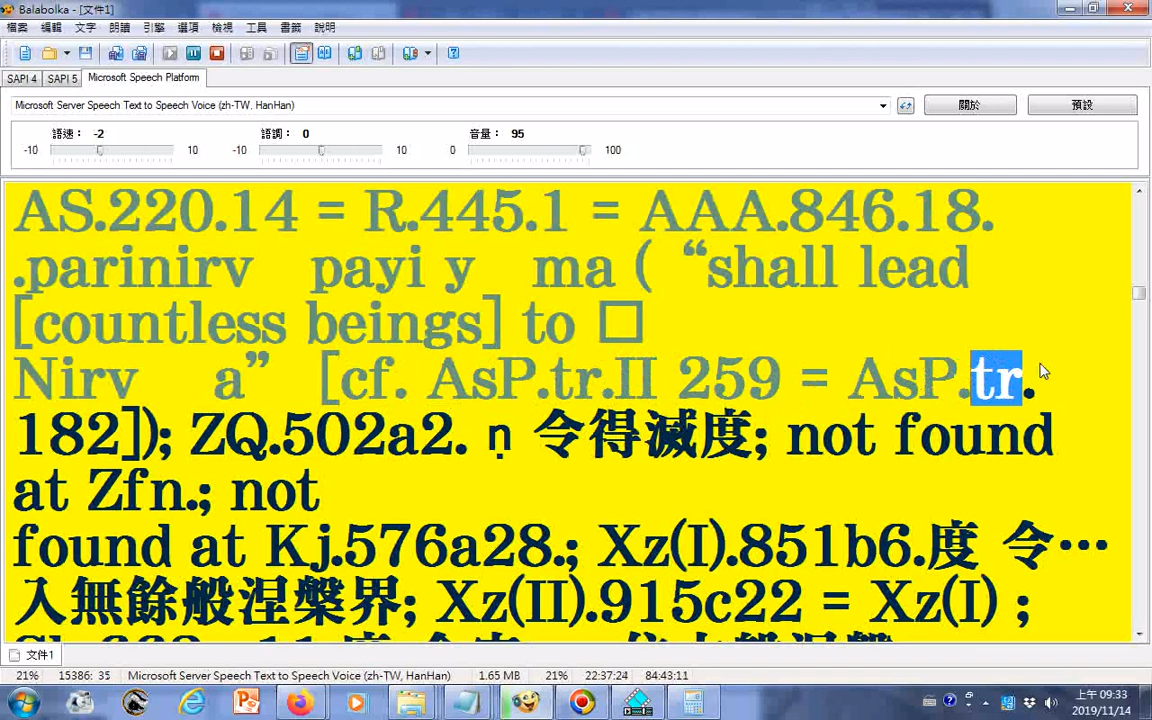 Balabolka - [文件1]
檔案 編輯 文字 朗讀 引擎 選項 檢視 工具 書籤 說明
SAPI 4 SAPI 5 Microsoft Speech Platform
Microsoft Server Speech Text to Speech Voice (zh-TW, HanHan) 關於 預設
語速： -2 語調： 0 音量： 95
-10 10 -10 10 0 100
AS.220.14 = R.445.1 = AAA.846.18.
.parinirv payi y ma ( “shall lead
[countless beings] to □
Nirv a” [cf. AsP.tr.II 259 = AsP.tr.
182]); ZQ.502a2. ṇ 令得滅度; not found
at Zfn.; not
found at Kj.576a28.; Xz(I).851b6.度 令…
入無餘般涅槃界; Xz(II).915c22 = Xz(I) ;
文件1
21% 15386: 35 Microsoft Server Speech Text to Speech Voice (zh-TW, HanHan) 1.65 MB 21% 22:37:24 84:43:11
上午 09:33
2019/11/14